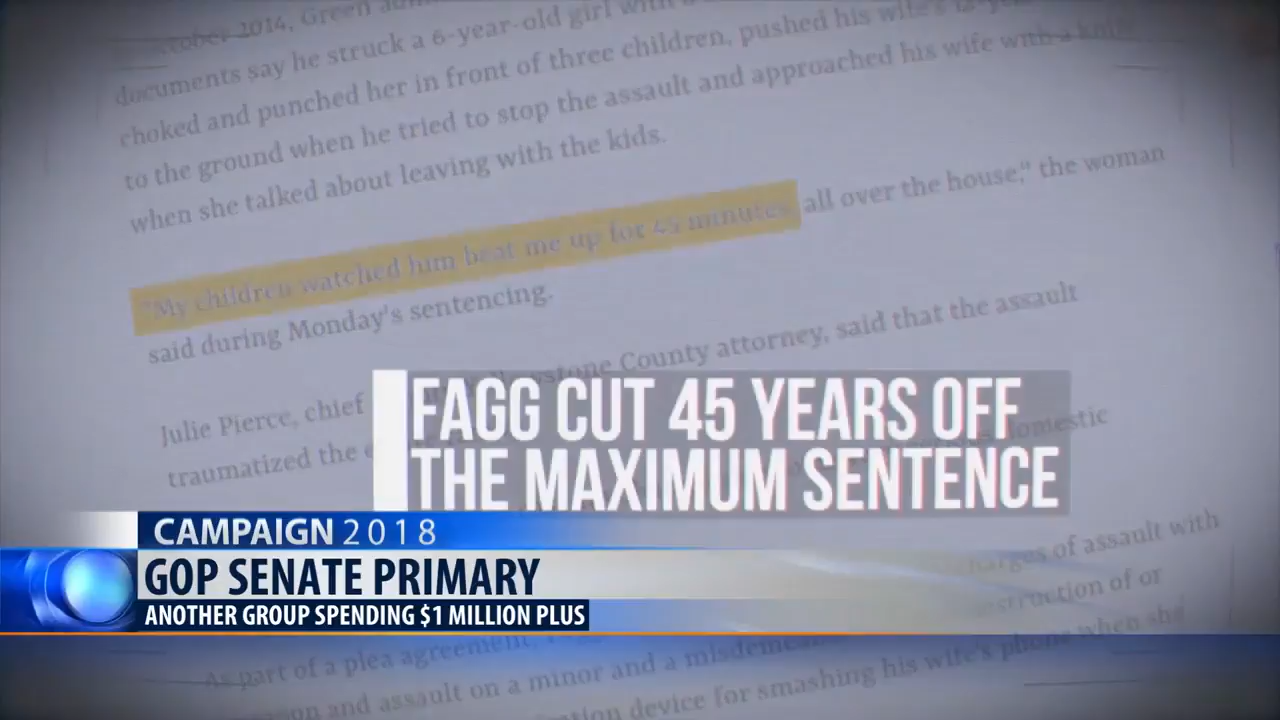 October 2014, Green
documents say he struck a 6-year-old girl with
choked and punched her in front of three children, pushed his wife's
to the ground when he tried to stop the assault and approached his wife with a
when she talked about leaving with the kids.
"My children watched him beat me up for 45 minutes, all over the house," the woman
said during Monday's sentencing.
Julie Pierce, chief County attorney, said that the assault
traumatized the domestic
FAGG CUT 45 YEARS OFF
THE MAXIMUM SENTENCE
CAMPAIGN 2018
GOP SENATE PRIMARY
ANOTHER GROUP SPENDING $1 MILLION PLUS
of assault with
of or
As part of a plea agreement,
and assault on a minor and a
device for smashing his wife's phone when she